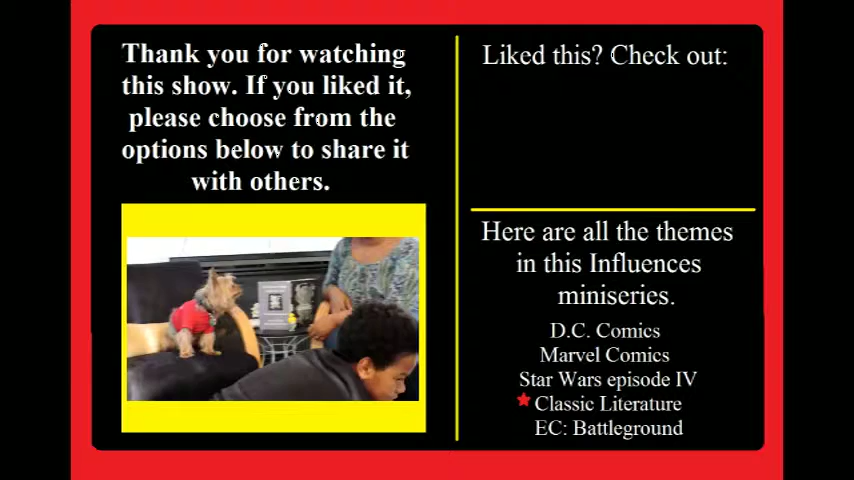 Thank you for watching
this show. If you liked it,
please choose from the
options below to share it
with others.
Liked this? Check out:
Here are all the themes
in this Influences
miniseries.
D.C. Comics
Marvel Comics
Star Wars episode IV
Classic Literature
EC: Battleground